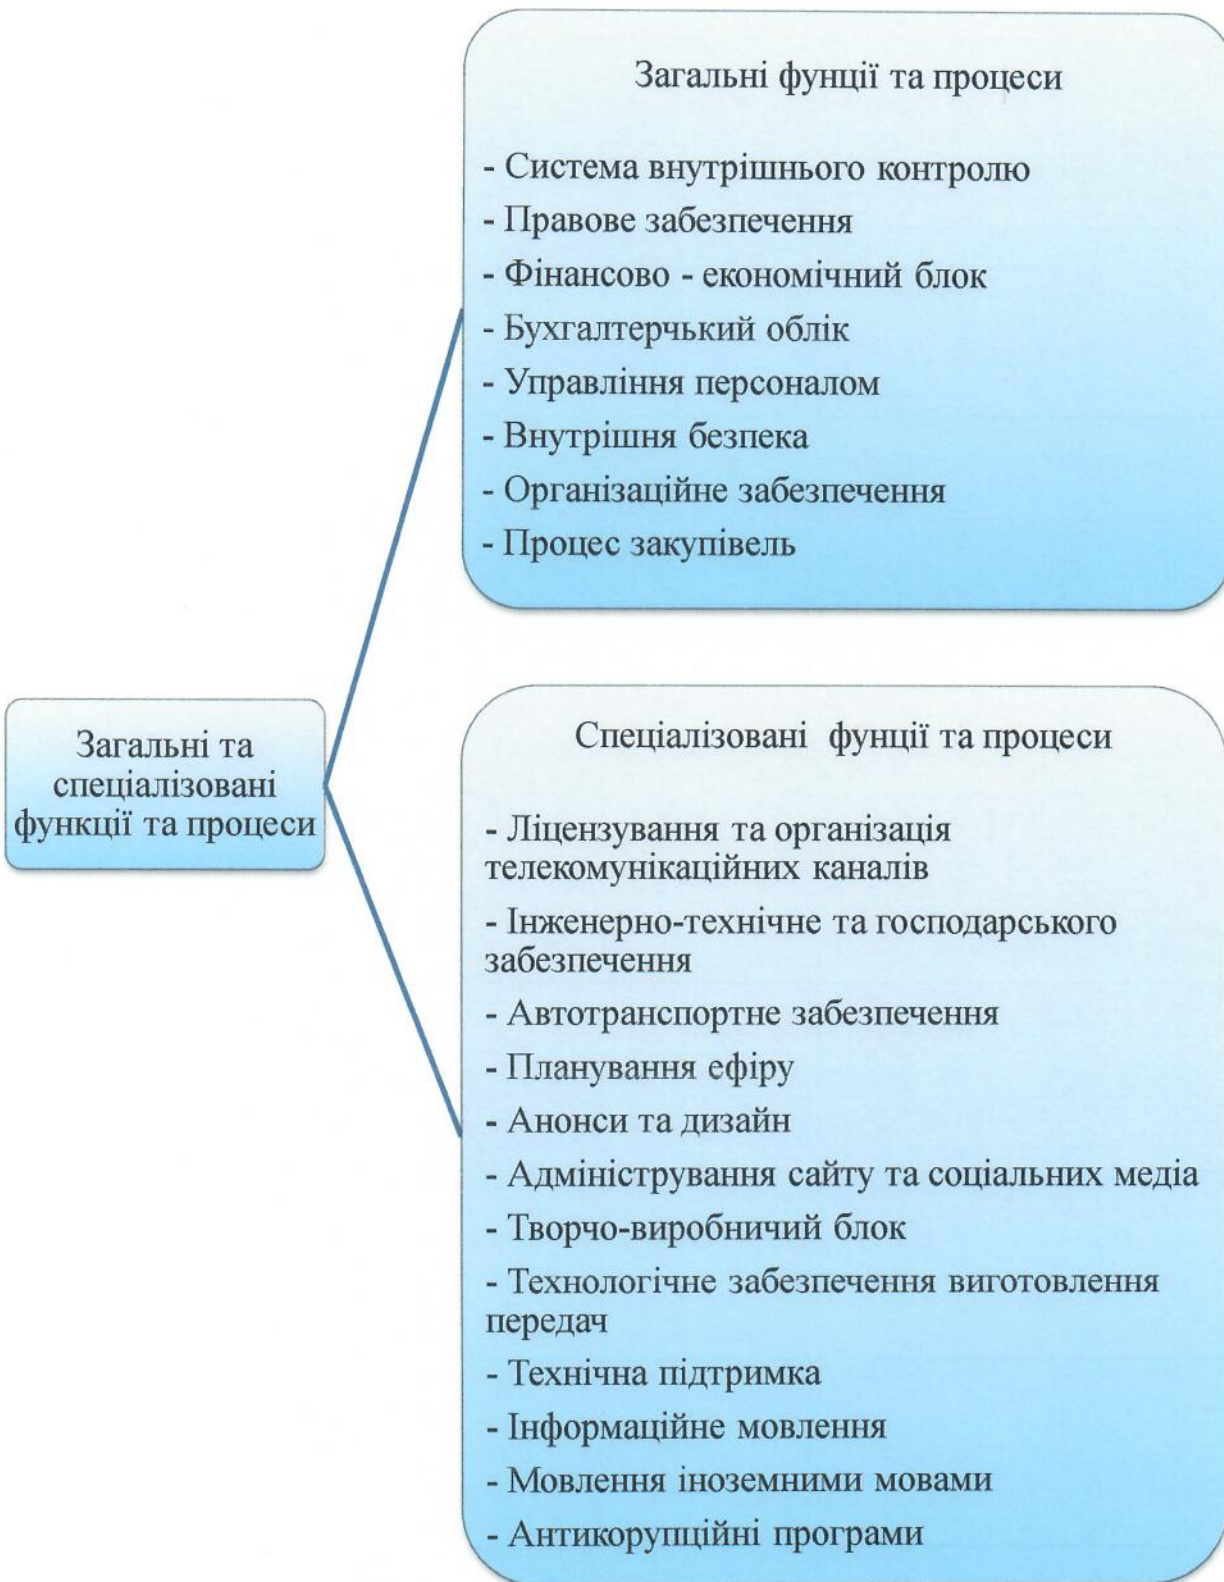 Загальні фунції та процеси
- Система внутрішнього контролю
- Правове забезпечення
- Фінансово - економічний блок
- Бухгалтерчький облік
- Управління персоналом
- Внутрішня безпека
- Організаційне забезпечення
- Процес закупівель
Загальні та
спеціалізовані
функції та процеси
Спеціалізовані фунції та процеси
- Ліцензування та організація
телекомунікаційних каналів
- Інженерно-технічне та господарського
забезпечення
- Автотранспортне забезпечення
- Планування ефіру
- Анонси та дизайн
- Адміністрування сайту та соціальних медіа
- Творчо-виробничий блок
- Технологічне забезпечення виготовлення
передач
- Технічна підтримка
- Інформаційне мовлення
- Мовлення іноземними мовами
- Антикорупційні програми